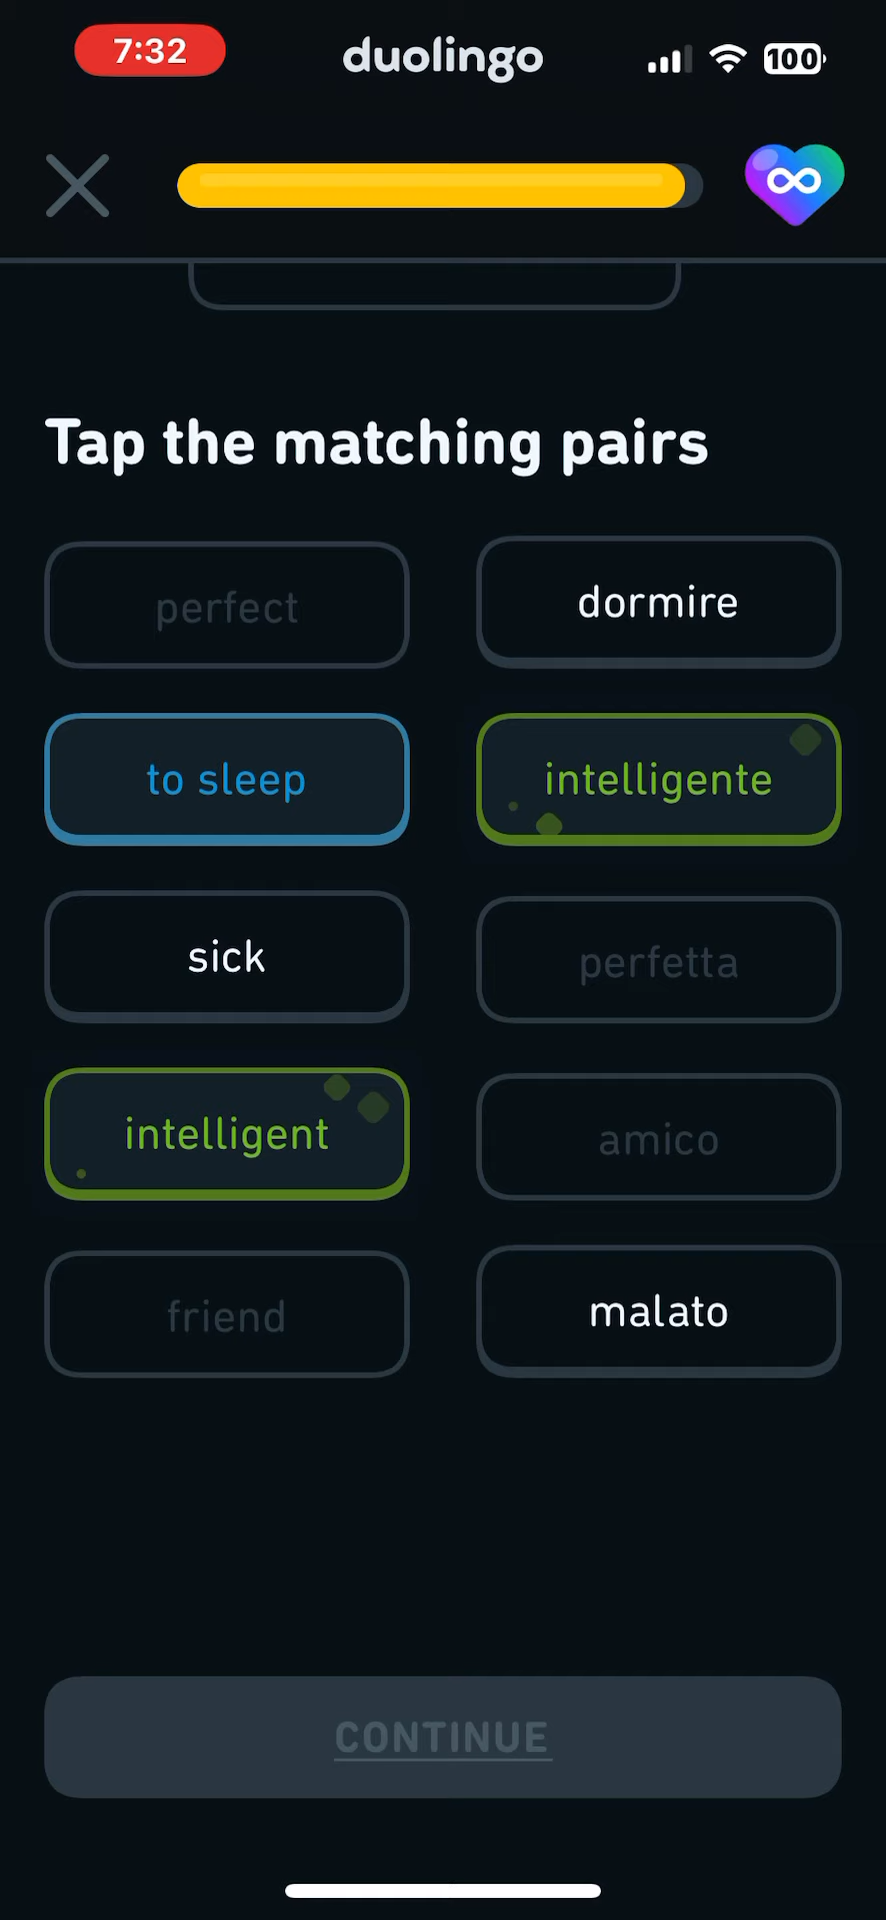 7:32
duolingo
100
Tap the matching pairs
perfect
dormire
to sleep
intelligente
sick
perfetta
intelligent
amico
friend
malato
CONTINUE